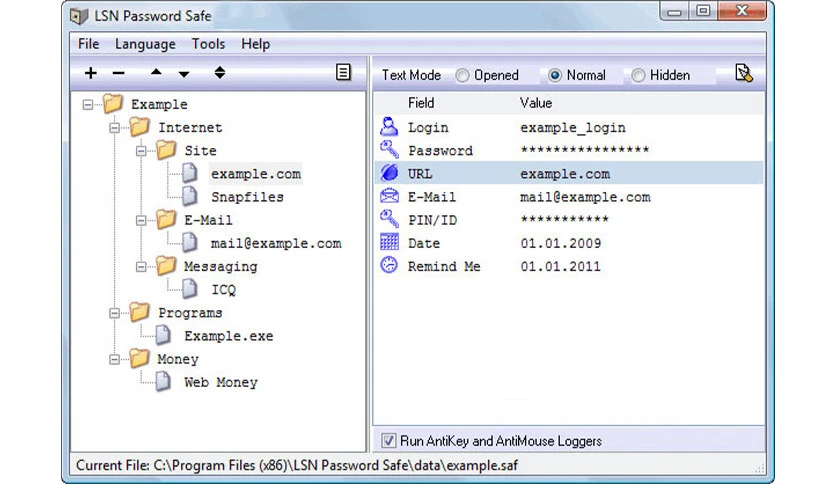 LSN Password Safe
File Language Tools Help
Text Mode Opened Normal Hidden
Example
Internet
Site
example.com
Snapfiles
E-Mail
mail@example.com
Messaging
ICQ
Programs
Example.exe
Money
Web Money
Field Value
Login example_login
Password ****************
URL example.com
E-Mail mail@example.com
PIN/ID ***********
Date 01.01.2009
Remind Me 01.01.2011
Run AntiKey and AntiMouse Loggers
Current File: C:\Program Files (x86)\LSN Password Safe\data\example.saf